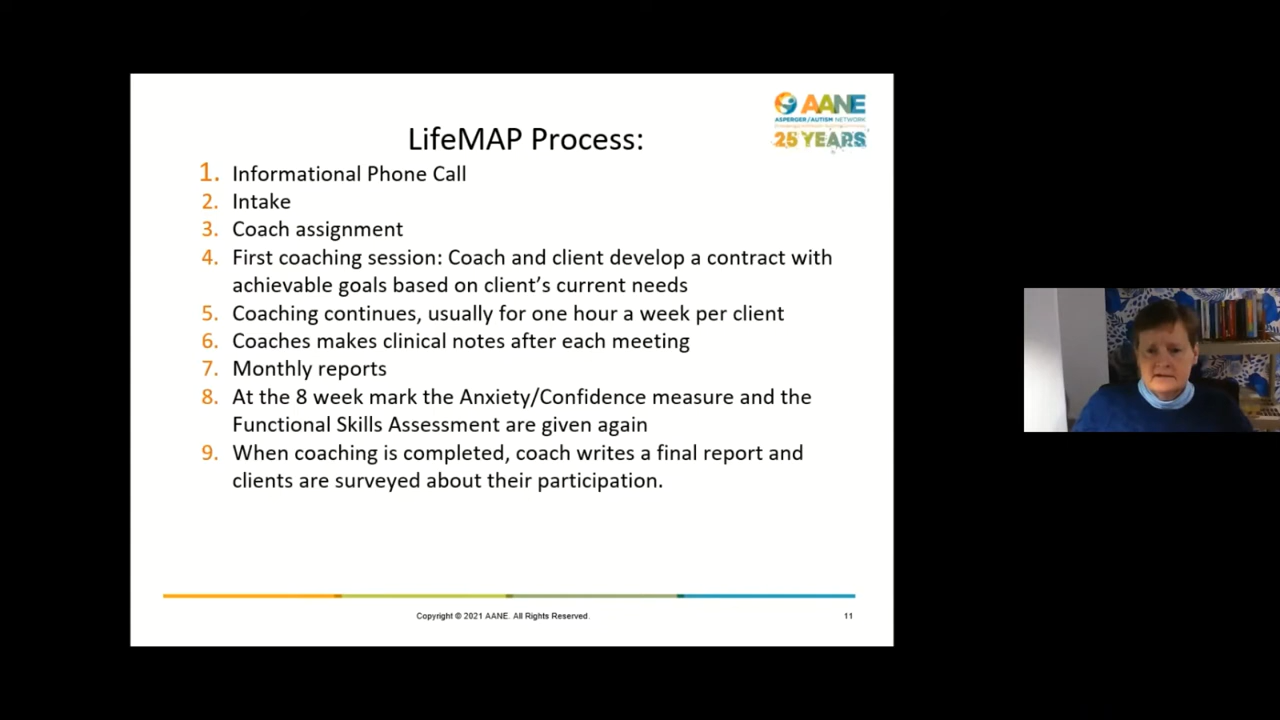 AANE
ASPERGER/AUTISM NETWORK
25 YEARS
LifeMAP Process:
1. Informational Phone Call
2. Intake
3. Coach assignment
4. First coaching session: Coach and client develop a contract with
achievable goals based on client’s current needs
5. Coaching continues, usually for one hour a week per client
6. Coaches makes clinical notes after each meeting
7. Monthly reports
8. At the 8 week mark the Anxiety/Confidence measure and the
Functional Skills Assessment are given again
9. When coaching is completed, coach writes a final report and
clients are surveyed about their participation.
Copyright © 2021 AANE. All Rights Reserved.
11